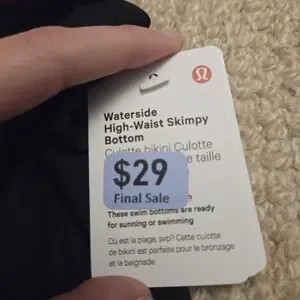 Waterside
High-Waist Skimpy
Bottom
Culotte bikini Culotte
taille
$29
Final Sale
?
These swim bottoms are ready
for sunning or swimming
Où est la plage, svp? Cette culotte
de bikini est parfaite pour le bronzage
et la baignade.